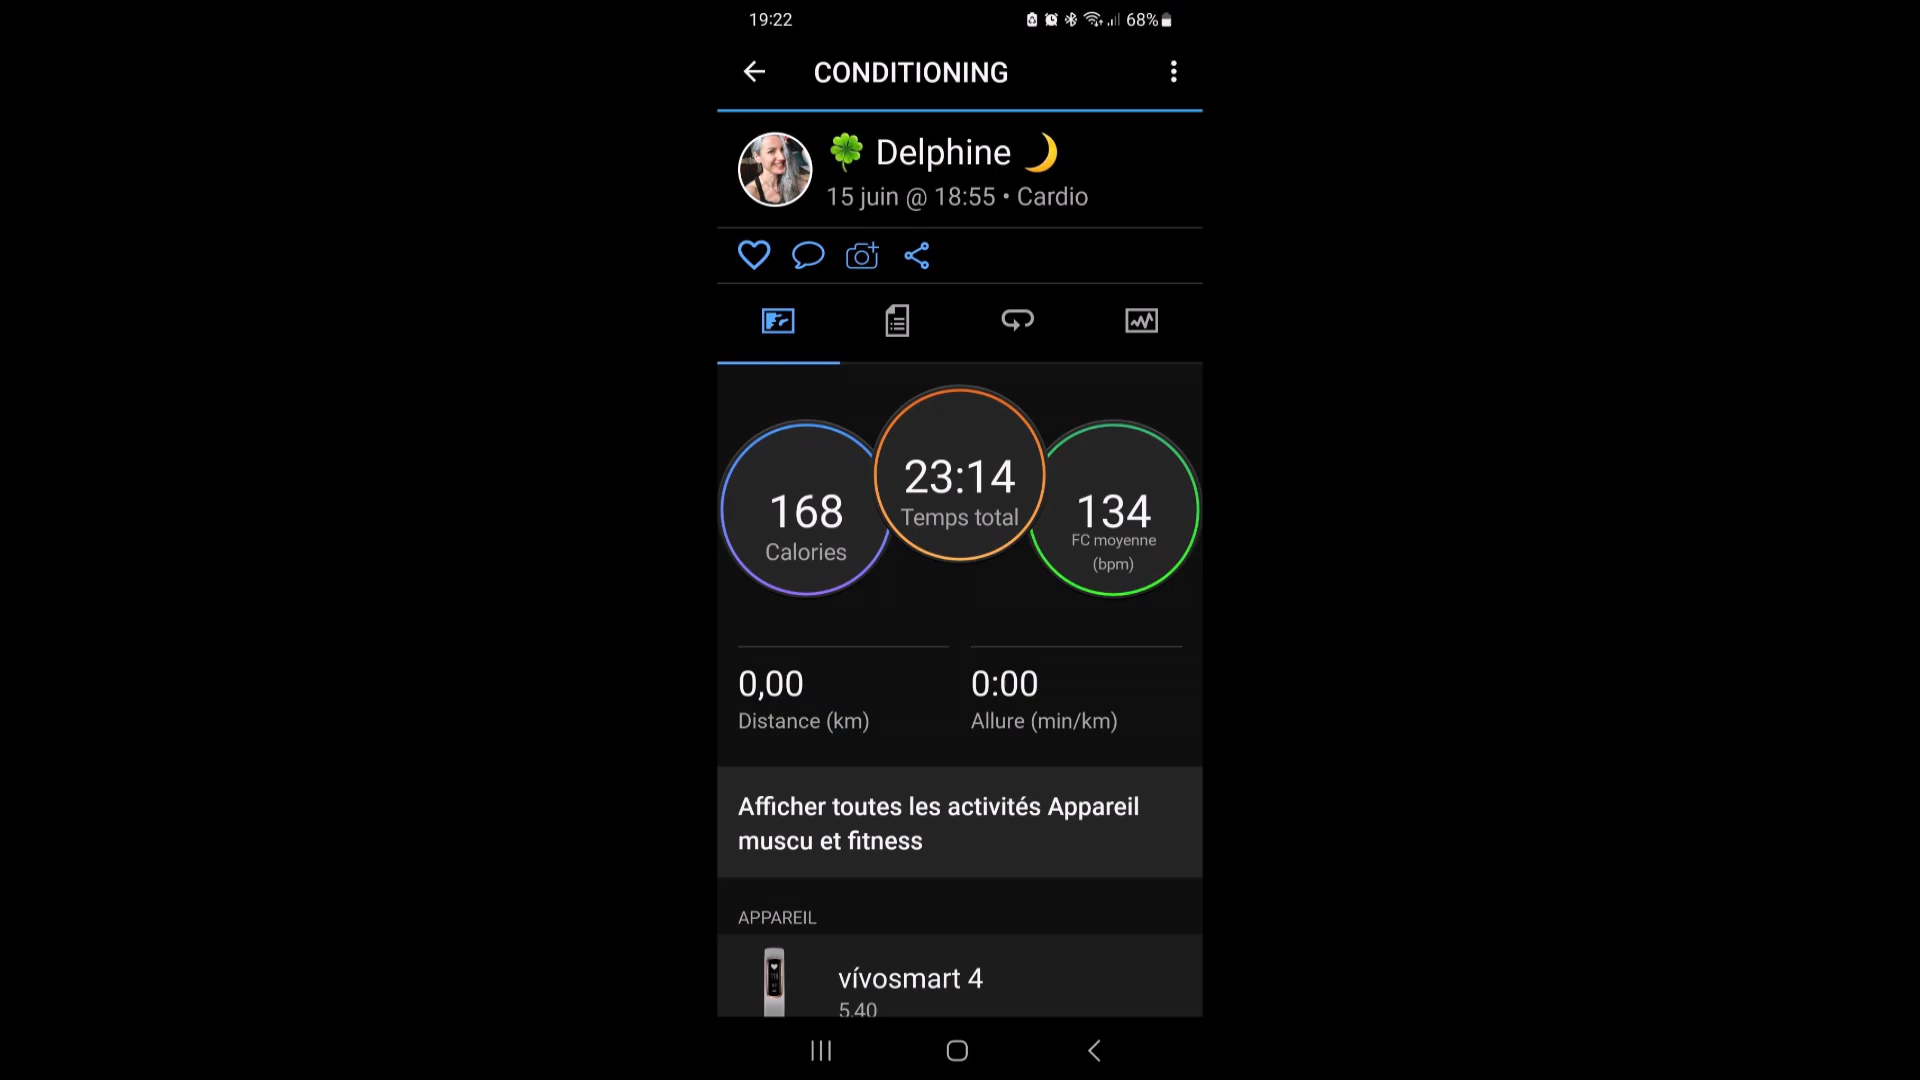 19:22
68%
CONDITIONING
🍀 Delphine 🌙
15 juin @ 18:55 • Cardio
23:14
Temps total
168
Calories
134
FC moyenne
(bpm)
0,00
Distance (km)
0:00
Allure (min/km)
Afficher toutes les activités Appareil
muscu et fitness
APPAREIL
vívosmart 4
5.40